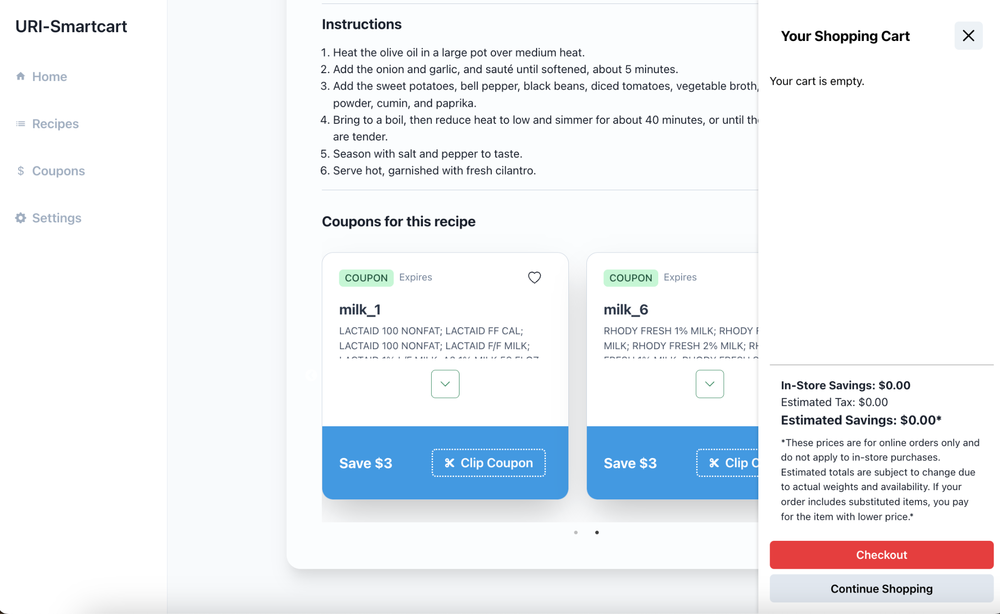 URI-Smartcart
Home
Recipes
$ Coupons
Settings
Instructions
1. Heat the olive oil in a large pot over medium heat.
2. Add the onion and garlic, and sauté until softened, about 5 minutes.
3. Add the sweet potatoes, bell pepper, black beans, diced tomatoes, vegetable broth,
powder, cumin, and paprika.
4. Bring to a boil, then reduce heat to low and simmer for about 40 minutes, or until
are tender.
5. Season with salt and pepper to taste.
6. Serve hot, garnished with fresh cilantro.
Coupons for this recipe
COUPON Expires
milk_1
LACTAID 100 NONFAT; LACTAID FF CAL;
LACTAID 100 NONFAT; LACTAID F/F MILK;
Save $3
Clip Coupon
COUPON Expires
milk_6
RHODY FRESH 1% MILK; RHODY
MILK; RHODY FRESH 2% MILK;
Save $3
Clip
Your Shopping Cart
Your cart is empty.
In-Store Savings: $0.00
Estimated Tax: $0.00
Estimated Savings: $0.00*
*These prices are for online orders only and
do not apply to in-store purchases.
Estimated totals are subject to change due
to actual weights and availability. If your
order includes substituted items, you pay
for the item with lower price.*
Checkout
Continue Shopping